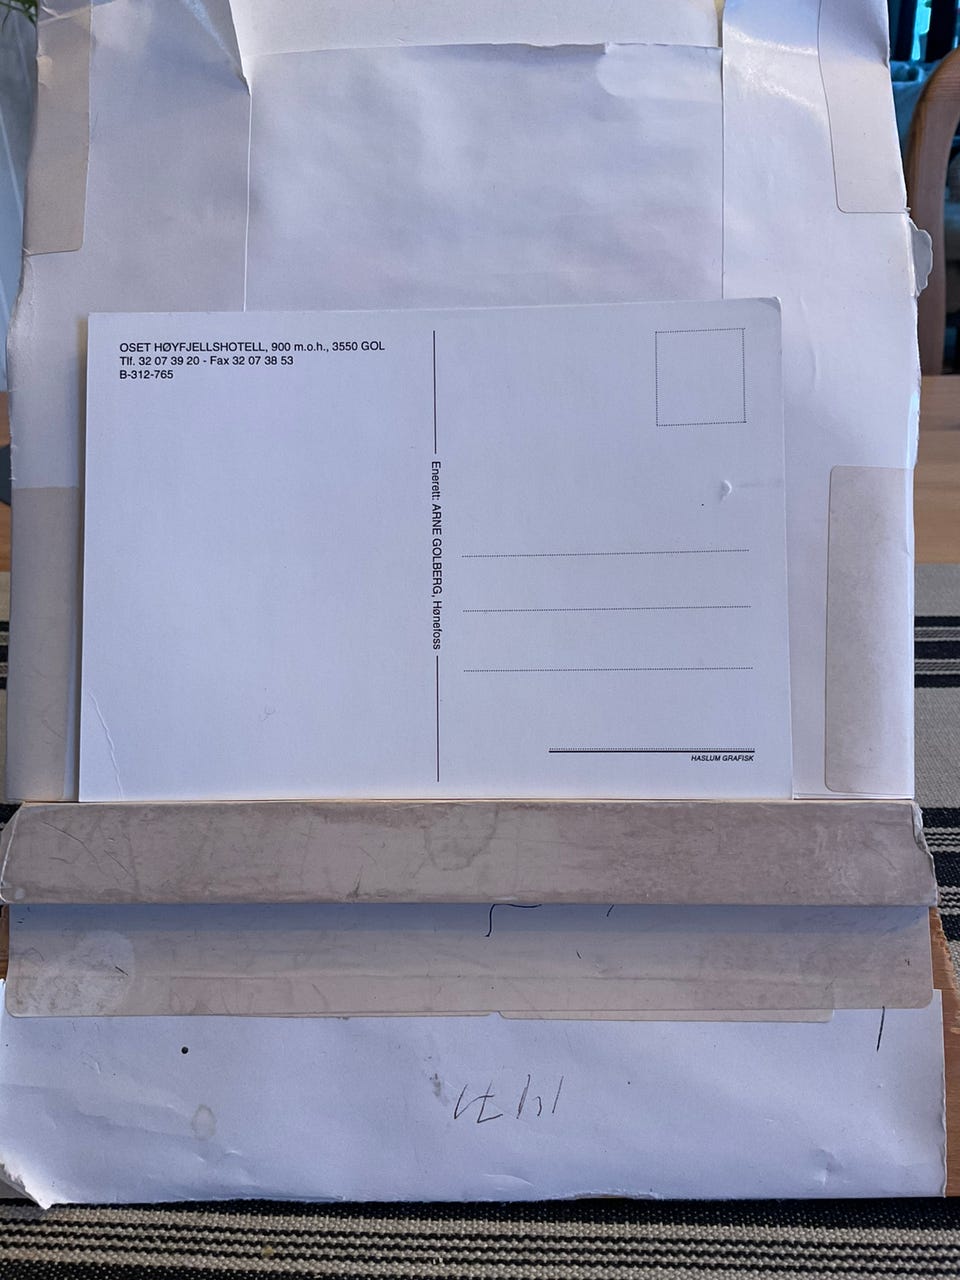 OSET HØYFJELLSHOTELL, 900 m.o.h., 3550 GOL
Tlf. 32 07 39 20 - Fax 32 07 38 53
B-312-765
Enerett: ARNE GOLBERG, Hønefoss
HASLUM GRAFISK